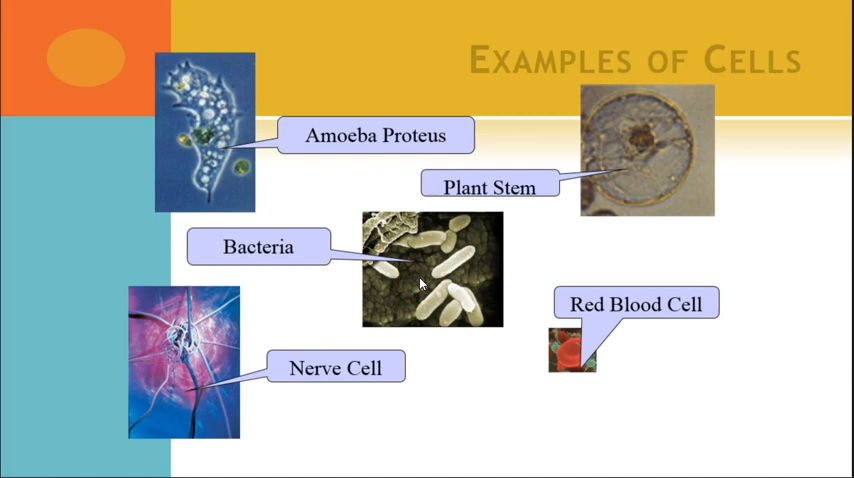 EXAMPLES OF CELLS
Amoeba Proteus
Plant Stem
Bacteria
Red Blood Cell
Nerve Cell